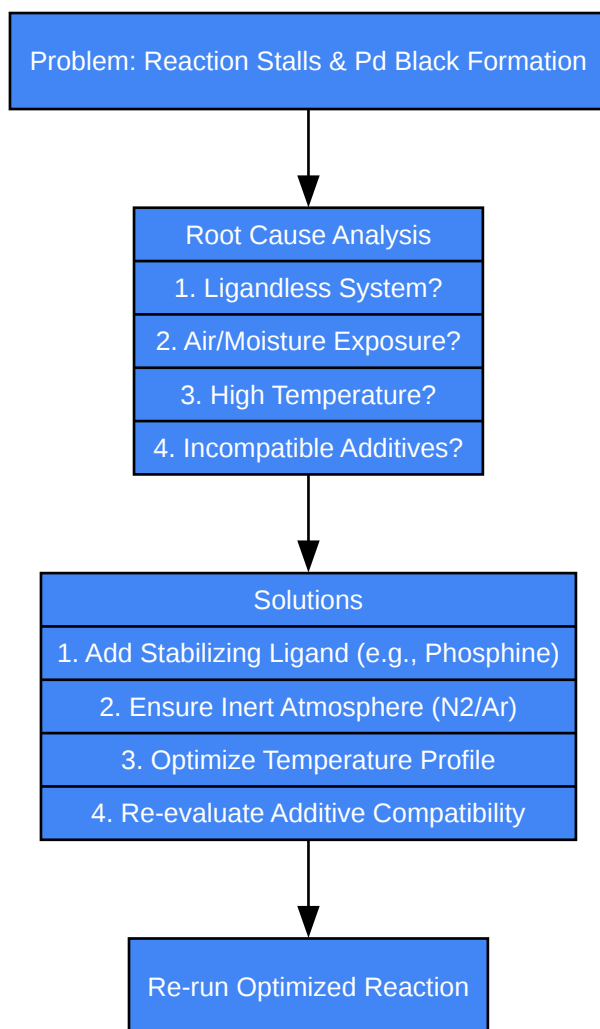 Problem: Reaction Stalls & Pd Black Formation
Root Cause Analysis
1. Ligandless System?
2. Air/Moisture Exposure?
3. High Temperature?
4. Incompatible Additives?
Solutions
1. Add Stabilizing Ligand (e.g., Phosphine)
2. Ensure Inert Atmosphere (N2/Ar)
3. Optimize Temperature Profile
4. Re-evaluate Additive Compatibility
Re-run Optimized Reaction